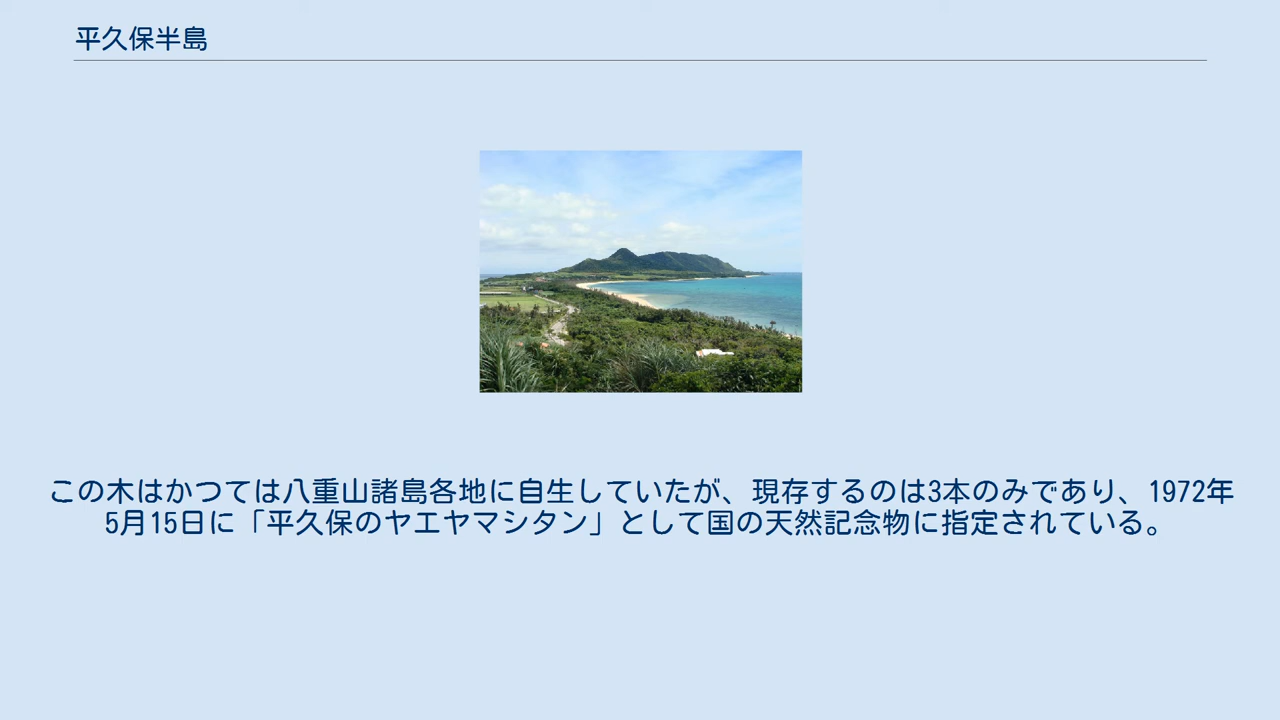 平久保半島
この木はかつては八重山諸島各地に自生していたが、現存するのは3本のみであり、1972年
5月15日に「平久保のヤエヤマシタン」として国の天然記念物に指定されている。